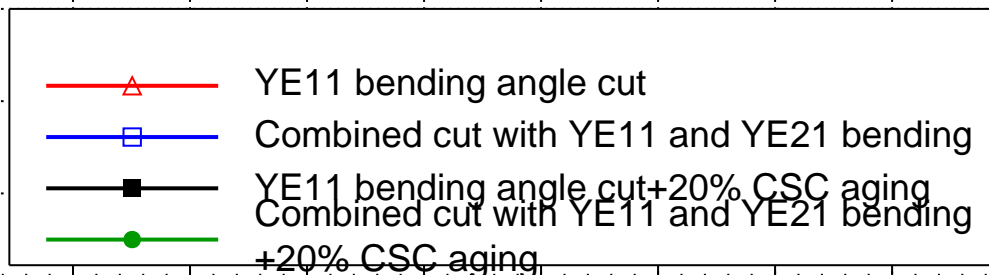 YE11 bending angle cut
Combined cut with YE11 and YE21 bending
YE11 bending angle cut+20% CSC aging
Combined cut with YE11 and YE21 bending
+20% CSC aging